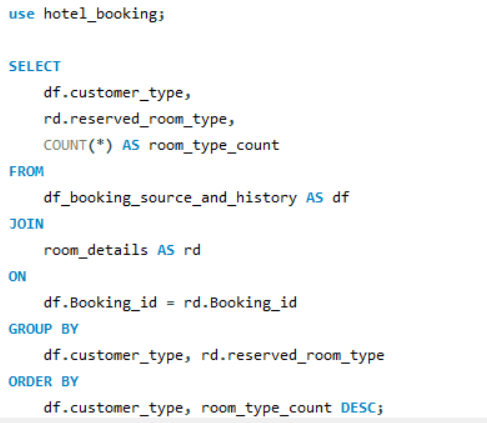 use hotel_booking;
SELECT
df.customer_type,
rd.reserved_room_type,
COUNT(*) AS room_type_count
FROM
df_booking_source_and_history AS df
JOIN
room_details AS rd
ON
df.Booking_id = rd.Booking_id
GROUP BY
df.customer_type, rd.reserved_room_type
ORDER BY
df.customer_type, room_type_count DESC;